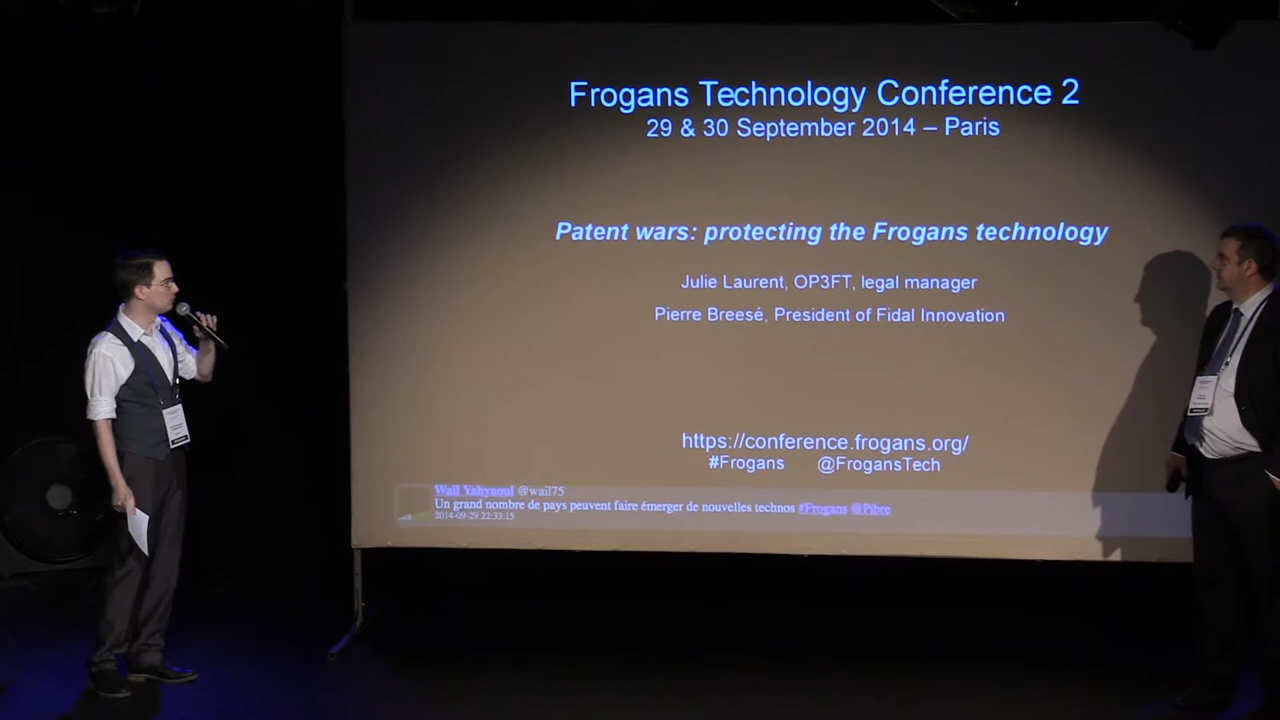 Frogans Technology Conference 2
29 & 30 September 2014 – Paris
Patent wars: protecting the Frogans technology
Julie Laurent, OP3FT, legal manager
Pierre Breesé, President of Fidal Innovation
https://conference.frogans.org/
#Frogans @FrogansTech
Waïl Yahyaoui @wail75
Un grand nombre de pays peuvent faire émerger de nouvelles technos #Frogans @Pibre
2014-09-29 22:33:15